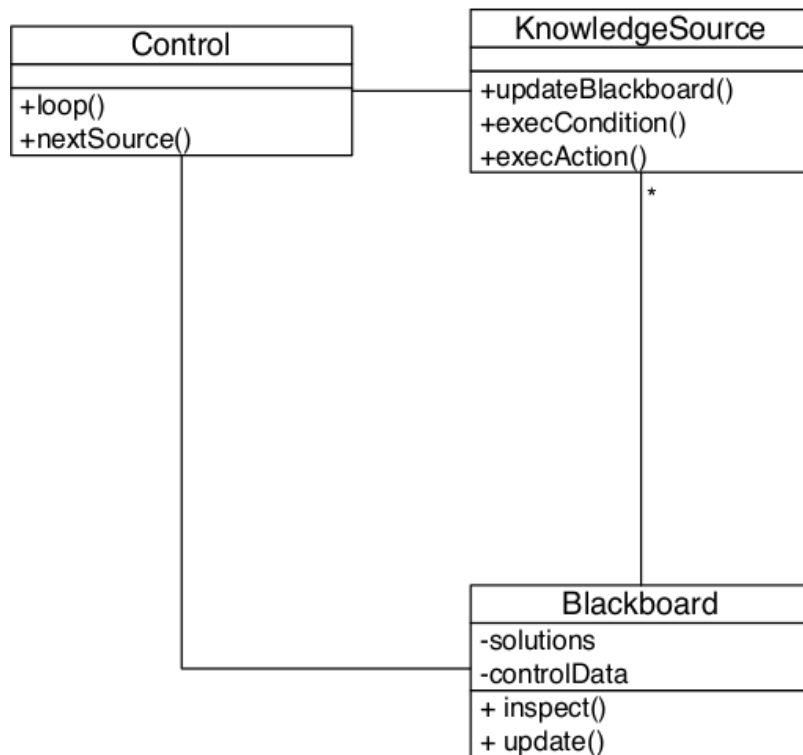 Control
+loop()
+nextSource()
KnowledgeSource
+updateBlackboard()
+execCondition()
+execAction()
*
Blackboard
-solutions
-controlData
+ inspect()
+ update()